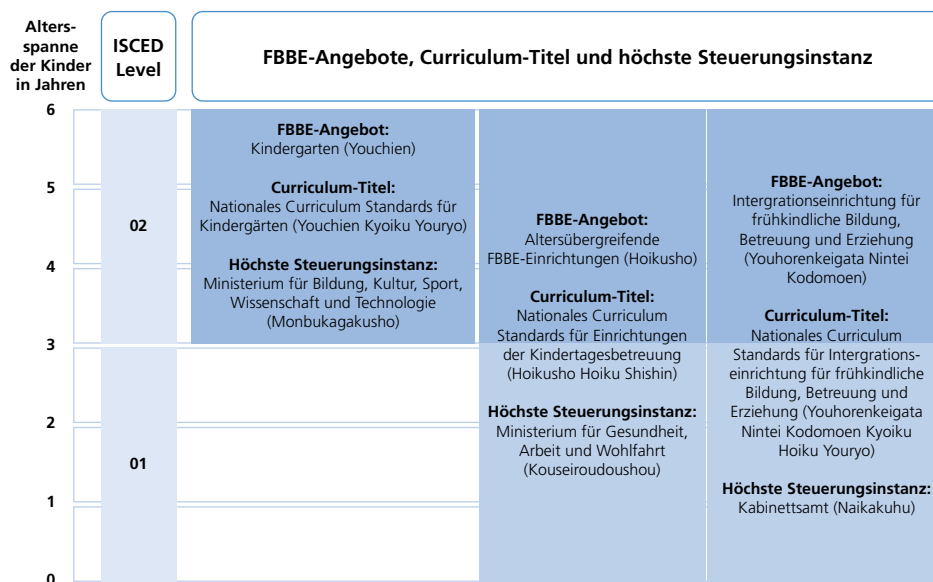 Alters-
spanne
der Kinder
in Jahren
ISCED
Level
FBBE-Angebote, Curriculum-Titel und höchste Steuerungsinstanz
6
5
4
3
2
1
0
02
01
FBBE-Angebot:
Kindergarten (Youchien)
Curriculum-Titel:
Nationales Curriculum Standards für
Kindergärten (Youchien Kyoiku Youryo)
Höchste Steuerungsinstanz:
Ministerium für Bildung, Kultur, Sport,
Wissenschaft und Technologie
(Monbukagakusho)
FBBE-Angebot:
Altersübergreifende
FBBE-Einrichtungen (Hoikusho)
Curriculum-Titel:
Nationales Curriculum
Standards für Einrichtungen
der Kindertagesbetreuung
(Hoikusho Hoiku Shishin)
Höchste Steuerungsinstanz:
Ministerium für Gesundheit,
Arbeit und Wohlfahrt
(Kouseiroudoushou)
FBBE-Angebot:
Intergrationseinrichtung für
frühkindliche Bildung,
Betreuung und Erziehung
(Youhorenkeigata Nintei
Kodomoen)
Curriculum-Titel:
Nationales Curriculum
Standards für Intergrations-
einrichtung für frühkindliche
Bildung, Betreuung und
Erziehung (Youhorenkeigata
Nintei Kodomoen Kyoiku
Hoiku Youryo)
Höchste Steuerungsinstanz:
Kabinettsamt (Naikakuhu)